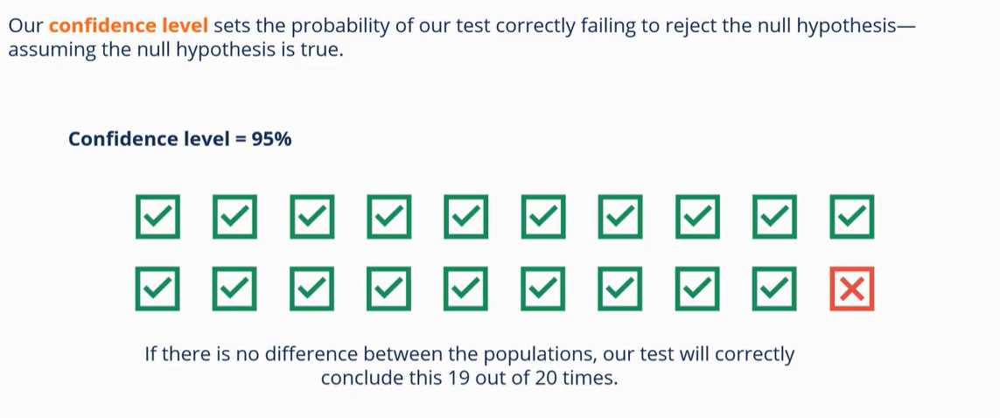 Our confidence level sets the probability of our test correctly failing to reject the null hypothesis—
assuming the null hypothesis is true.
Confidence level = 95%
If there is no difference between the populations, our test will correctly
conclude this 19 out of 20 times.